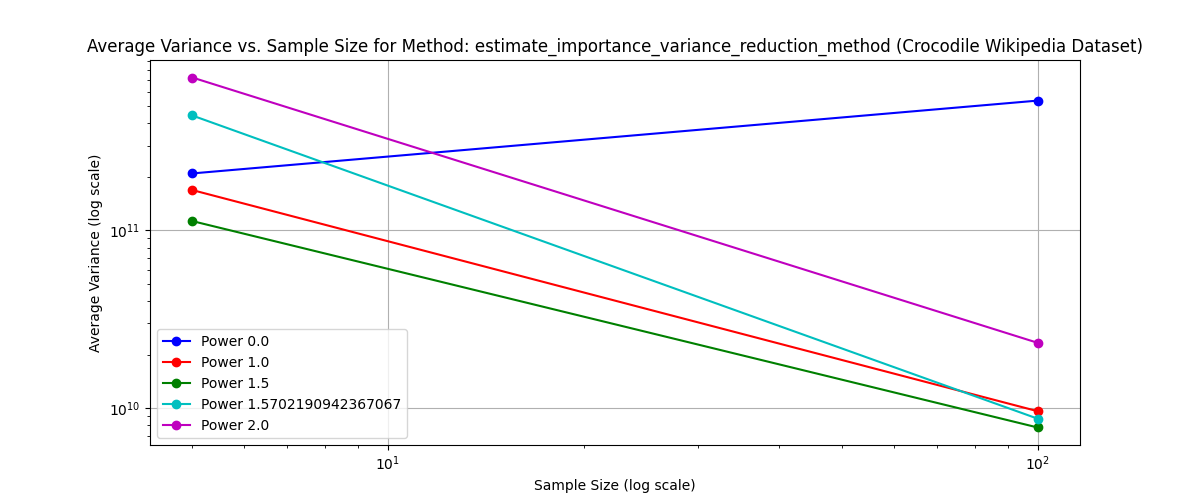 Average Variance vs. Sample Size for Method: estimate_importance_variance_reduction_method (Crocodile Wikipedia Dataset)
Average Variance (log scale)
10¹¹
10¹⁰
Power 0.0
Power 1.0
Power 1.5
Power 1.5702190942367067
Power 2.0
10¹
10²
Sample Size (log scale)